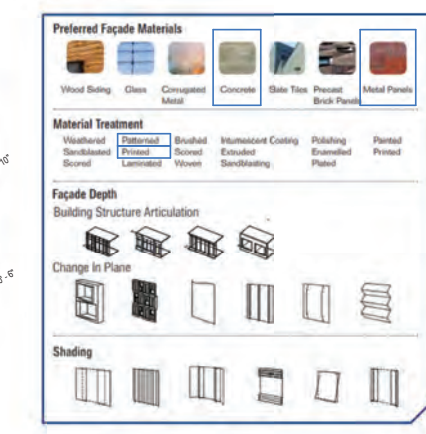 Preferred Façade Materials
Wood Siding Glass Corrugated Metal Concrete Slate Tiles Precast Brick Panels Metal Panels
Material Treatment
Weathered Patterned Brushed Intumescent Coating Polishing Painted
Sandblasted Printed Scored Extruded Enamelled Printed
Scored Laminated Woven Sandblasting Plated
Façade Depth
Building Structure Articulation
Change In Plane
Shading